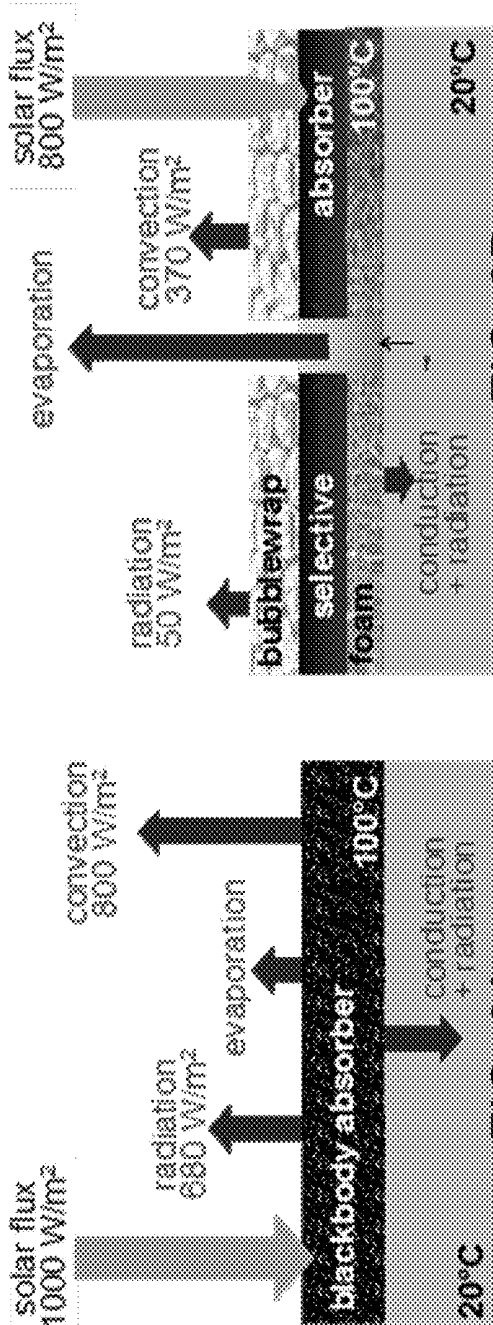 solar flux
1000 W/m²
radiation
680 W/m²
evaporation
convection
800 W/m²
blackbody absorber
100°C
20°C
conduction
+ radiation
radiation
50 W/m²
evaporation
convection
370 W/m²
solar flux
800 W/m²
bubblewrap
selective
absorber
foam
100°C
conduction
+ radiation
20°C